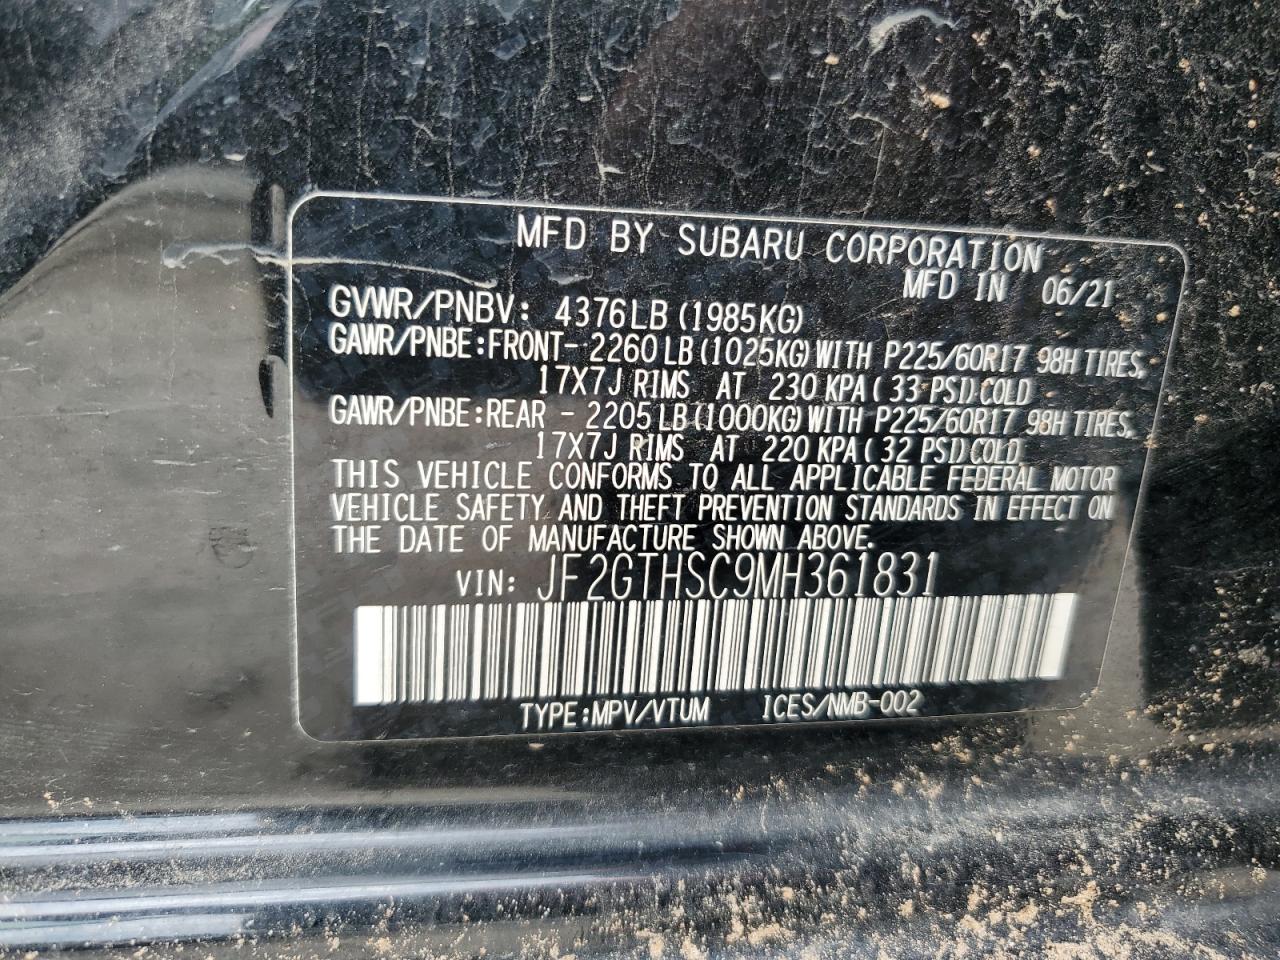 MFD BY SUBARU CORPORATION
MFD IN 06/21
GVWR/PNBV: 4376LB (1985KG)
GAWR/PNBE:FRONT- 2260 LB (1025KG) WITH P225/60R17 98H TIRES,
17X7J RIMS AT 230 KPA ( 33 PSI) COLD
GAWR/PNBE:REAR - 2205 LB (1000KG) WITH P225/60R17 98H TIRES,
17X7J RIMS AT 220 KPA ( 32 PSI) COLD
THIS VEHICLE CONFORMS TO ALL APPLICABLE FEDERAL MOTOR
VEHICLE SAFETY AND THEFT PREVENTION STANDARDS IN EFFECT ON
THE DATE OF MANUFACTURE SHOWN ABOVE.
VIN: JF2GTHSC9MH361831
TYPE:MPV/VTUM ICES/NMB-002